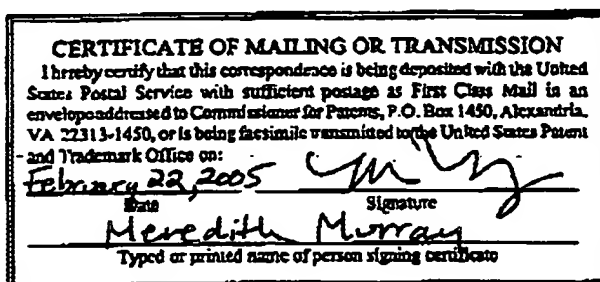 CERTIFICATE OF MAILING OR TRANSMISSION
I hereby certify that this correspondence is being deposited with the United
States Postal Service with sufficient postage as First Class Mail in an
envelope addressed to Commissioner for Patents, P.O. Box 1450, Alexandria,
VA 22313-1450, or is being facsimile transmitted to the United States Patent
and Trademark Office on:
February 22, 2005
Date Signature
Meredith Murray
Typed or printed name of person signing certificate